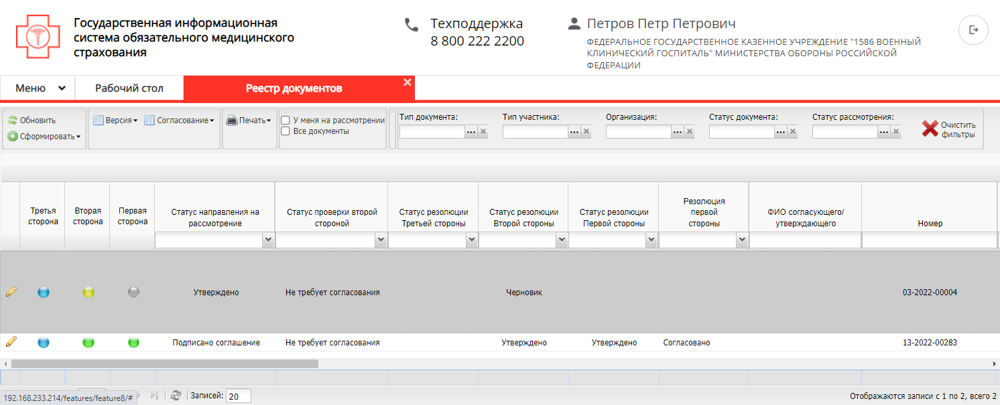 Государственная информационная
система обязательного медицинского
страхования
Техподдержка
8 800 222 2200
Петров Петр Петрович
ФЕДЕРАЛЬНОЕ ГОСУДАРСТВЕННОЕ КАЗЕННОЕ УЧРЕЖДЕНИЕ "1586 ВОЕННЫЙ
КЛИНИЧЕСКИЙ ГОСПИТАЛЬ" МИНИСТЕРСТВА ОБОРОНЫ РОССИЙСКОЙ
ФЕДЕРАЦИИ
Меню
Рабочий стол
Реестр документов
Обновить
Сформировать
Версия
Согласование
Печать
У меня на рассмотрении
Все документы
Тип документа:
Тип участника:
Организация:
Статус документа:
Статус рассмотрения:
Очистить
фильтры
Третья
сторона
Вторая
сторона
Первая
сторона
Статус направления на
рассмотрение
Статус проверки второй
стороной
Статус резолюции
Третьей стороны
Статус резолюции
Второй стороны
Статус резолюции
Первой стороны
Резолюция
первой
стороны
ФИО согласующего/
утверждающего
Номер
Утверждено
Не требует согласования
Черновик
03-2022-00004
Подписано соглашение
Не требует согласования
Утверждено
Утверждено
Согласовано
13-2022-00283
192.168.233.214/features/feature8/#
Записей:
20
Отображаются записи с 1 по 2, всего 2